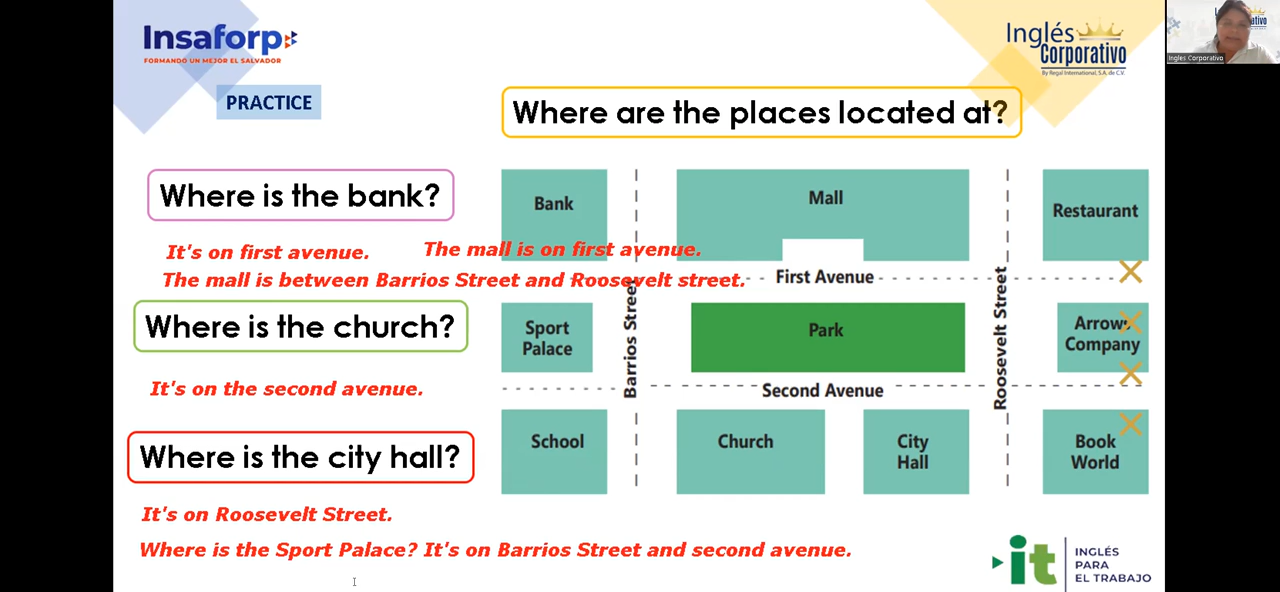 Insaforp
FORMANDO UN MEJOR EL SALVADOR
Inglés
Corporativo
By Regal International, S.A. de C.V.
Ingles Corporativo
PRACTICE
Where are the places located at?
Where is the bank?
It's on first avenue.
The mall is on first avenue.
The mall is between Barrios Street and Roosevelt street.
Where is the church?
It's on the second avenue.
Where is the city hall?
It's on Roosevelt Street.
Where is the Sport Palace? It's on Barrios Street and second avenue.
Bank
Mall
Restaurant
First Avenue
Barrios Street
Roosevelt Street
Sport
Palace
Park
Arrows
Company
Second Avenue
School
Church
City
Hall
Book
World
it
INGLÉS
PARA
EL TRABAJO